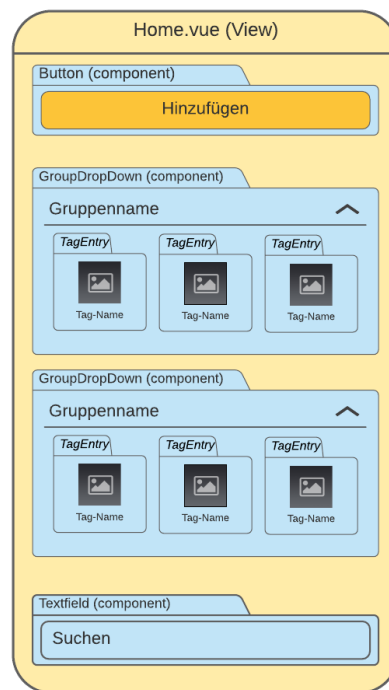 Home.vue (View)
Button (component)
Hinzufügen
GroupDropDown (component)
Gruppenname
TagEntry TagEntry TagEntry
Tag-Name Tag-Name Tag-Name
GroupDropDown (component)
Gruppenname
TagEntry TagEntry TagEntry
Tag-Name Tag-Name Tag-Name
Textfield (component)
Suchen